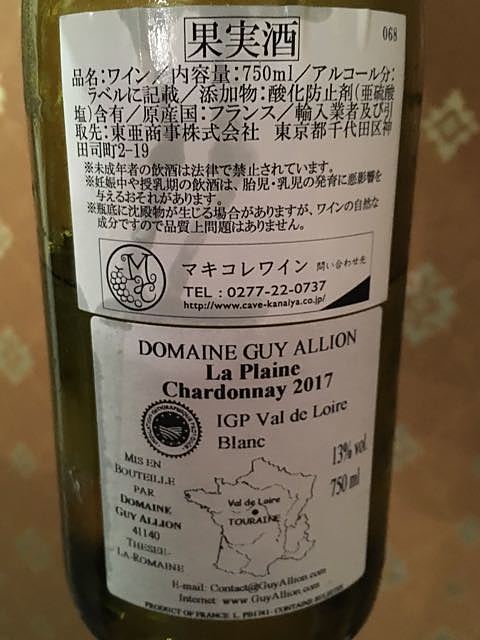 果実酒
068
品名:ワイン/内容量:750ml/アルコール分:
ラベルに記載/添加物:酸化防止剤(亜硫酸
塩)含有/原産国:フランス/輸入業者及び引
取先:東亜商事株式会社 東京都千代田区神
田司町2-19
※未成年者の飲酒は法律で禁止されています。
※妊娠中や授乳期の飲酒は、胎児・乳児の発育に悪影響を
与えるおそれがあります。
※瓶底に沈殿物が生じる場合がありますが、ワインの自然な
成分ですので品質上問題はありません。
マキコレワイン 問い合わせ先
TEL:0277-22-0737
http://www.cave-kanaiya.co.jp/
DOMAINE GUY ALLION
La Plaine
Chardonnay 2017
IGP Val de Loire
Blanc
13% vol.
750 ml
MIS EN
BOUTEILLE
PAR
DOMAINE
GUY ALLION
41140
THESEE-
LA-ROMAINE
Val de Loire
TOURAINE
E-mail: Contact@GuyAllion.com
Internet: www.GuyAllion.com
PRODUCT OF FRANCE